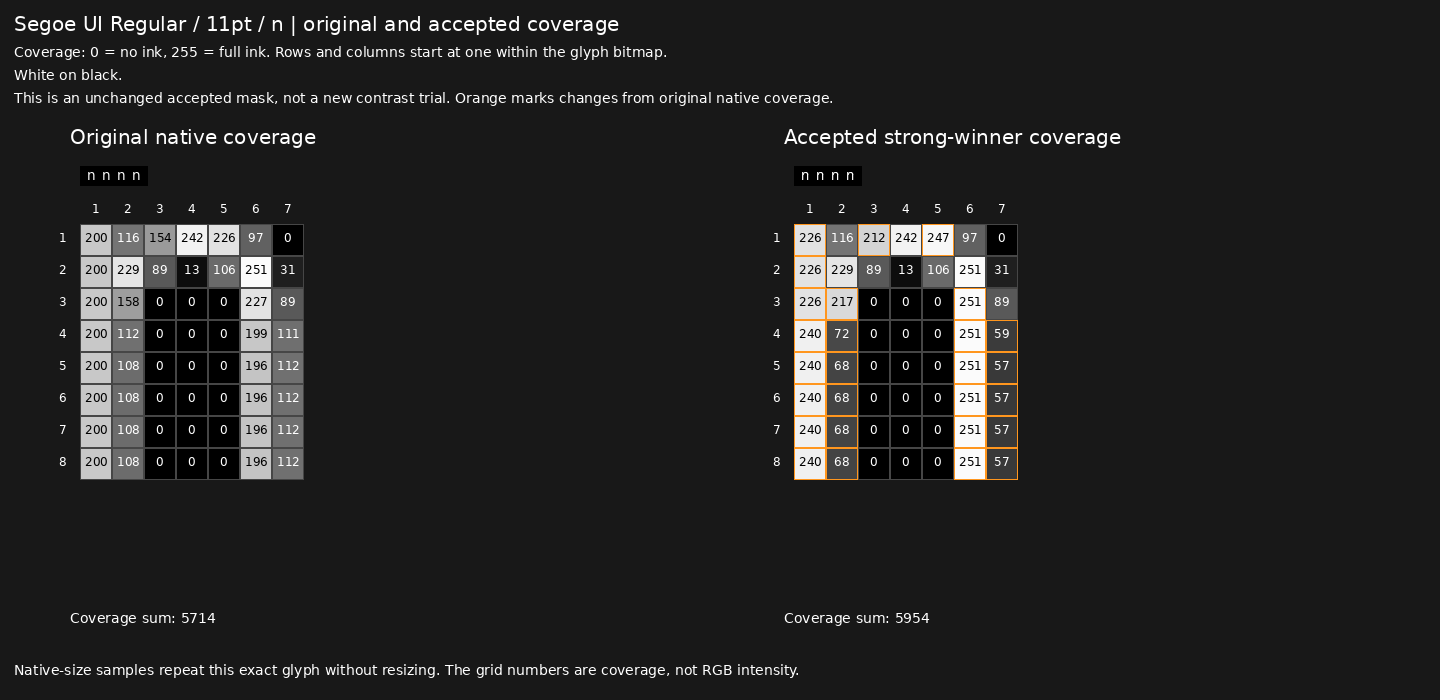 Segoe UI Regular / 11pt / n | original and accepted coverage
Coverage: 0 = no ink, 255 = full ink. Rows and columns start at one within the glyph bitmap.
White on black.
This is an unchanged accepted mask, not a new contrast trial. Orange marks changes from original native coverage.
Original native coverage
n n n n
1 2 3 4 5 6 7
1 200 116 154 242 226 97 0
2 200 229 89 13 106 251 31
3 200 158 0 0 0 227 89
4 200 112 0 0 0 199 111
5 200 108 0 0 0 196 112
6 200 108 0 0 0 196 112
7 200 108 0 0 0 196 112
8 200 108 0 0 0 196 112
Coverage sum: 5714
Accepted strong-winner coverage
n n n n
1 2 3 4 5 6 7
1 226 116 212 242 247 97 0
2 226 229 89 13 106 251 31
3 226 217 0 0 0 251 89
4 240 72 0 0 0 251 59
5 240 68 0 0 0 251 57
6 240 68 0 0 0 251 57
7 240 68 0 0 0 251 57
8 240 68 0 0 0 251 57
Coverage sum: 5954
Native-size samples repeat this exact glyph without resizing. The grid numbers are coverage, not RGB intensity.